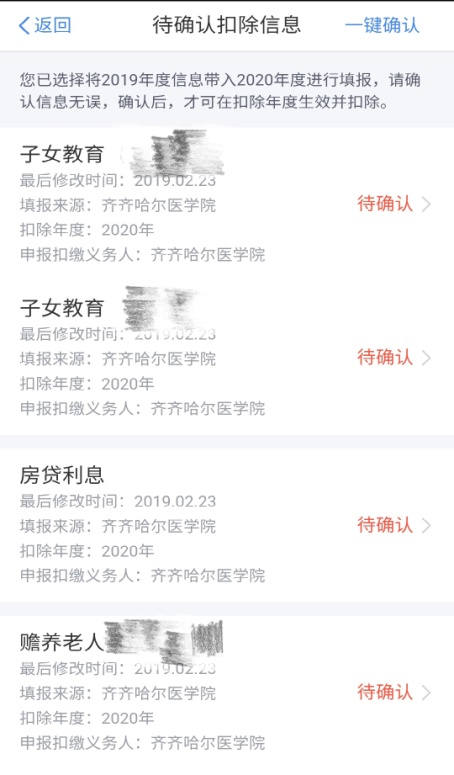 返回 待确认扣除信息 一键确认
您已选择将2019年度信息带入2020年度进行填报，请确
认信息无误，确认后，才可在扣除年度生效并扣除。
子女教育
最后修改时间：2019.02.23
填报来源：齐齐哈尔医学院
待确认
扣除年度：2020年
申报扣缴义务人：齐齐哈尔医学院
子女教育
最后修改时间：2019.02.23
填报来源：齐齐哈尔医学院
待确认
扣除年度：2020年
申报扣缴义务人：齐齐哈尔医学院
房贷利息
最后修改时间：2019.02.23
填报来源：齐齐哈尔医学院
待确认
扣除年度：2020年
申报扣缴义务人：齐齐哈尔医学院
赡养老人
最后修改时间：2019.02.23
填报来源：齐齐哈尔医学院
待确认
扣除年度：2020年
申报扣缴义务人：齐齐哈尔医学院